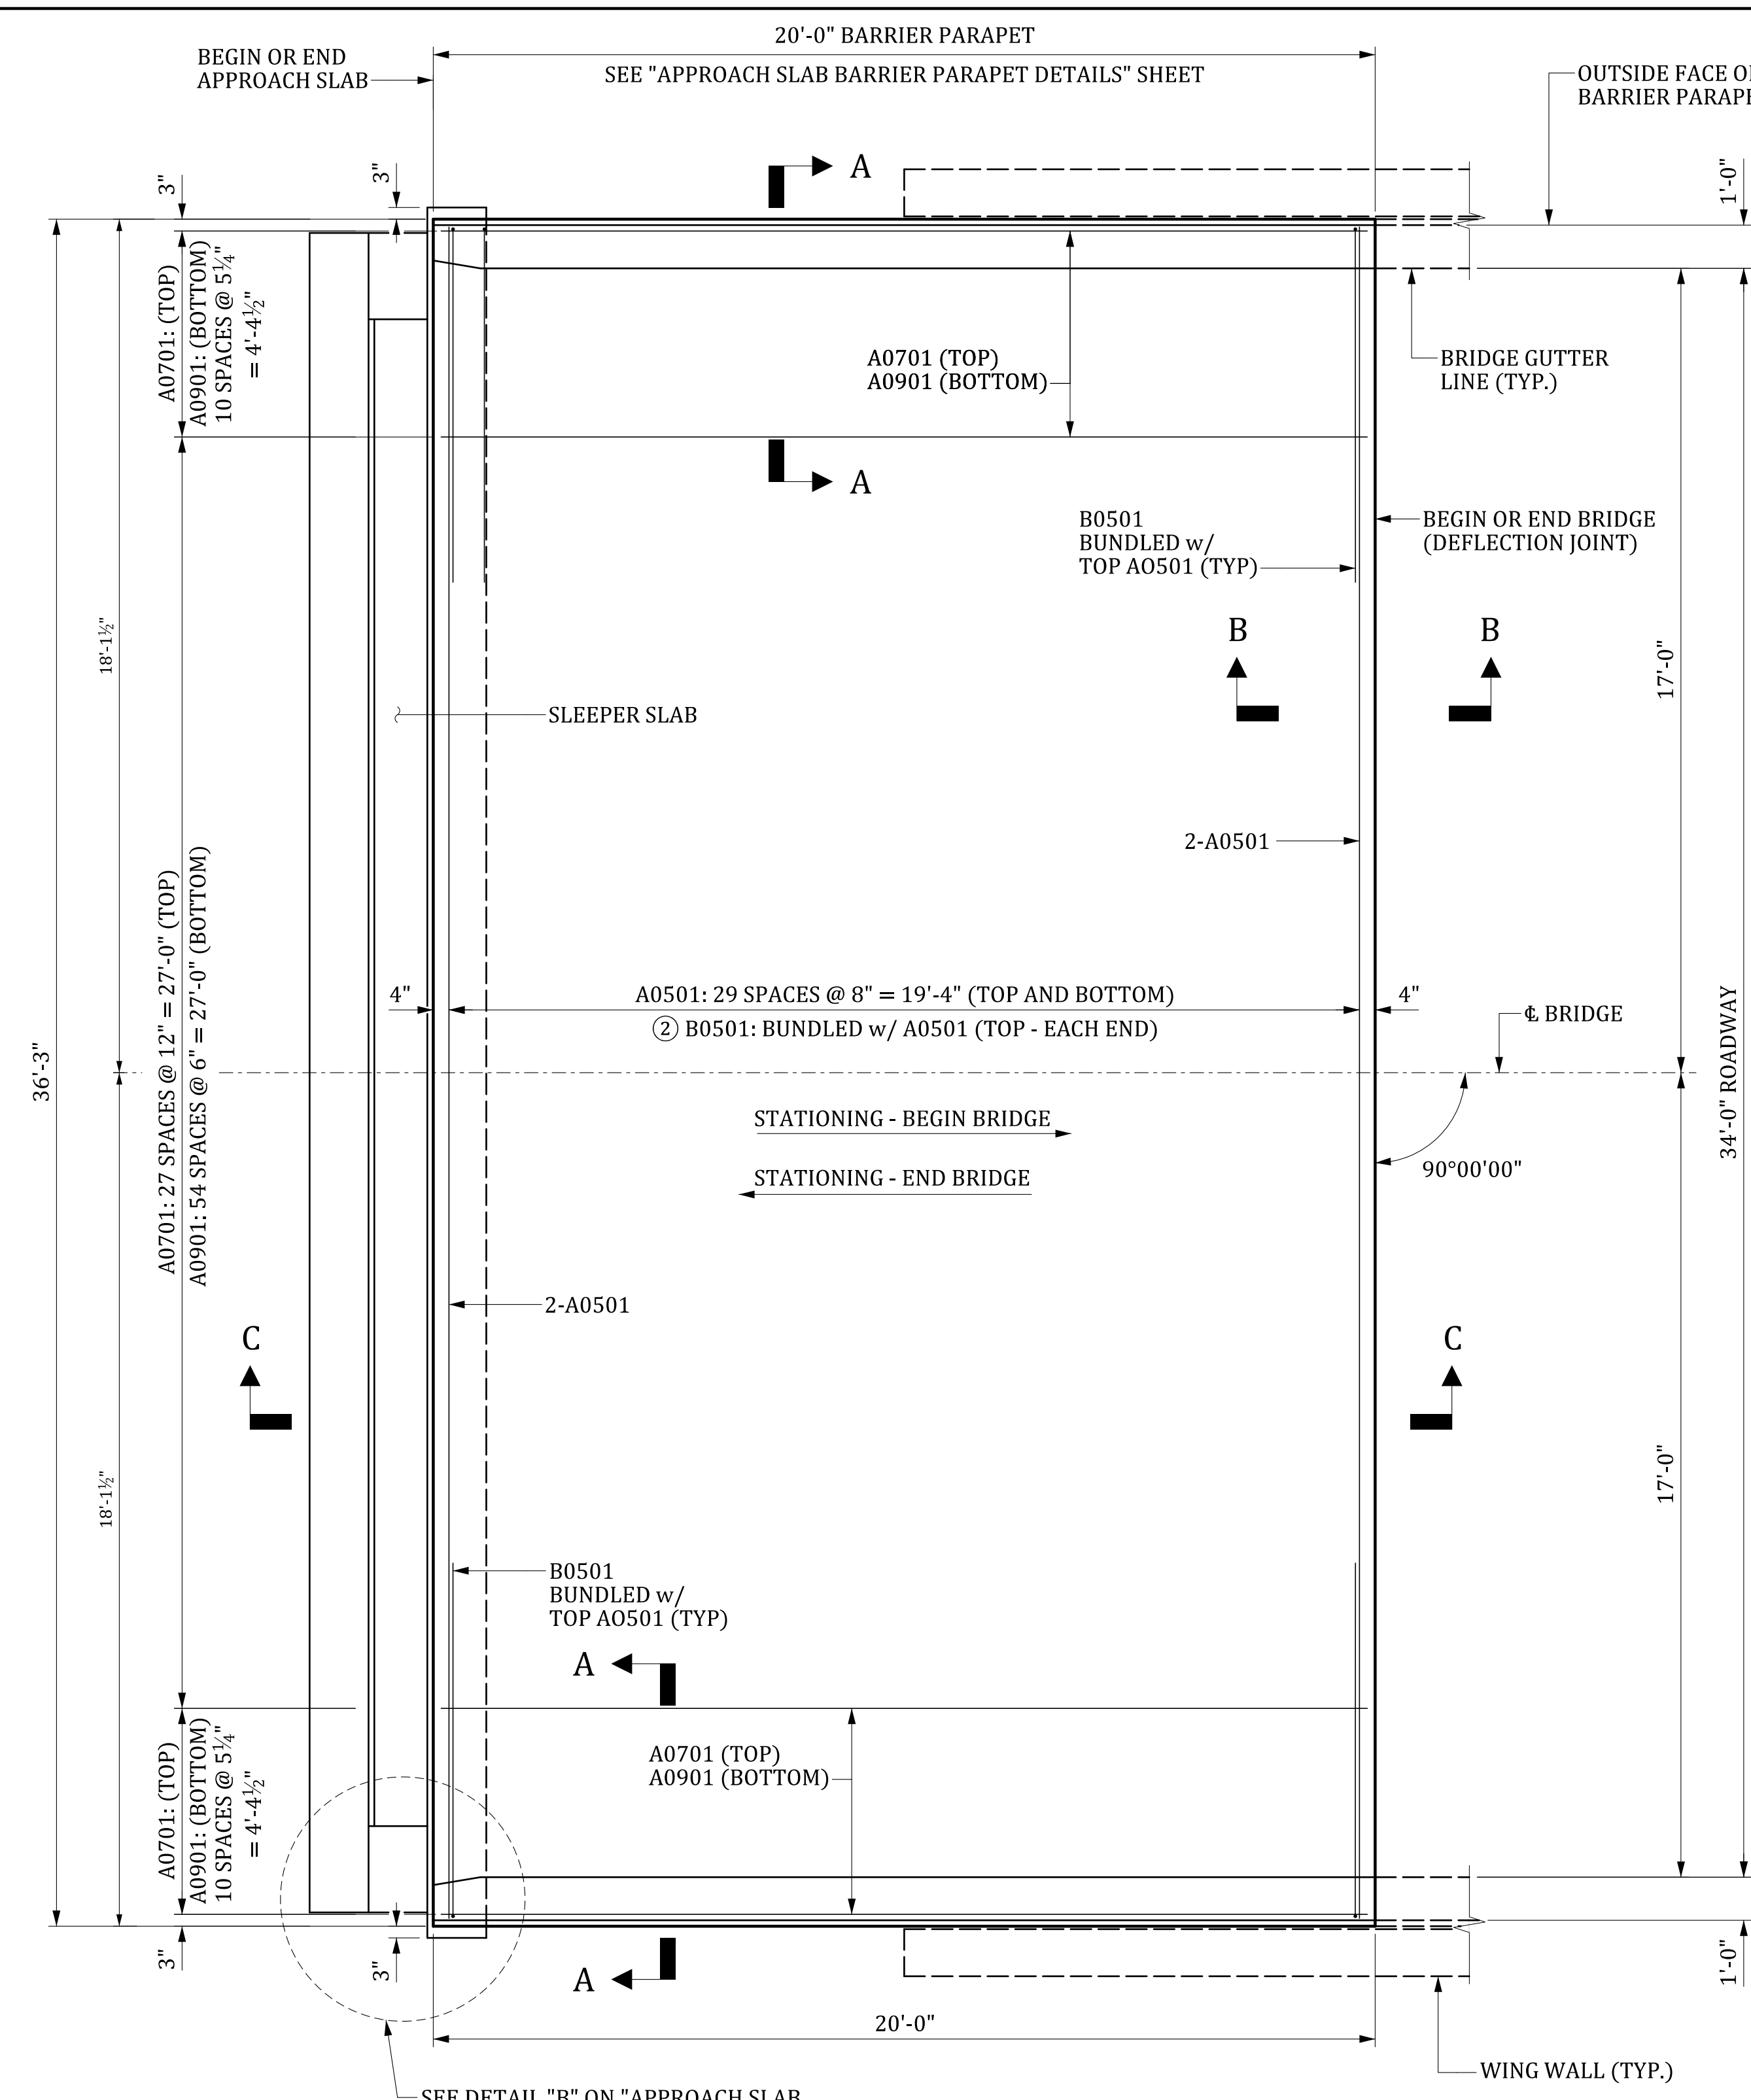 20'-0" BARRIER PARAPET
SEE "APPROACH SLAB BARRIER PARAPET DETAILS" SHEET
BEGIN OR END
APPROACH SLAB
OUTSIDE FACE O
BARRIER PARAP
3"
3"
A
1'-0"
A0701: (TOP)
A0901: (BOTTOM)
10 SPACES @ 5¼"
= 4'-4½"
A0701 (TOP)
A0901 (BOTTOM)
BRIDGE GUTTER
LINE (TYP.)
A
B0501
BUNDLED w/
TOP AO501 (TYP)
BEGIN OR END BRIDGE
(DEFLECTION JOINT)
18'-1½"
B
B
17'-0"
SLEEPER SLAB
2-A0501
36'-3"
A0701: 27 SPACES @ 12" = 27'-0" (TOP)
A0901: 54 SPACES @ 6" = 27'-0" (BOTTOM)
4"
A0501: 29 SPACES @ 8" = 19'-4" (TOP AND BOTTOM)
② B0501: BUNDLED w/ A0501 (TOP - EACH END)
4"
℄ BRIDGE
34'-0" ROADWAY
STATIONING - BEGIN BRIDGE
STATIONING - END BRIDGE
90°00'00"
2-A0501
C
C
18'-1½"
17'-0"
B0501
BUNDLED w/
TOP AO501 (TYP)
A
A0701: (TOP)
A0901: (BOTTOM)
10 SPACES @ 5¼"
= 4'-4½"
A0701 (TOP)
A0901 (BOTTOM)
3"
3"
A
1'-0"
20'-0"
WING WALL (TYP.)
SEE DETAIL "B" ON "APPROACH SLAB